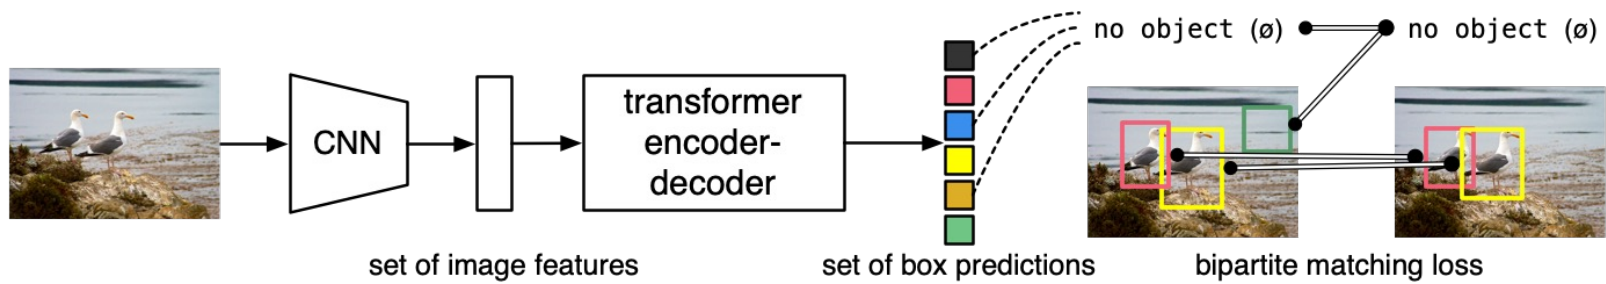 no object (ø)
no object (ø)
CNN
transformer
encoder-
decoder
set of image features
set of box predictions
bipartite matching loss